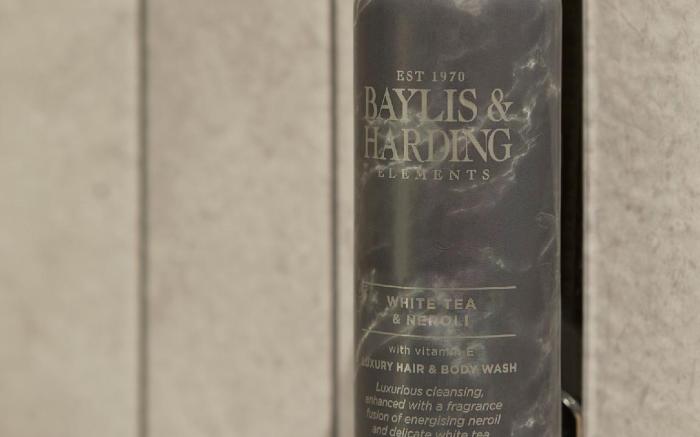 EST 1970
BAYLIS &
HARDING
ELEMENTS
WHITE TEA
& NEROLI
with vitamin E
LUXURY HAIR & BODY WASH
Luxurious cleansing,
enhanced with a fragrance
fusion of energising neroil
and delicate white tea